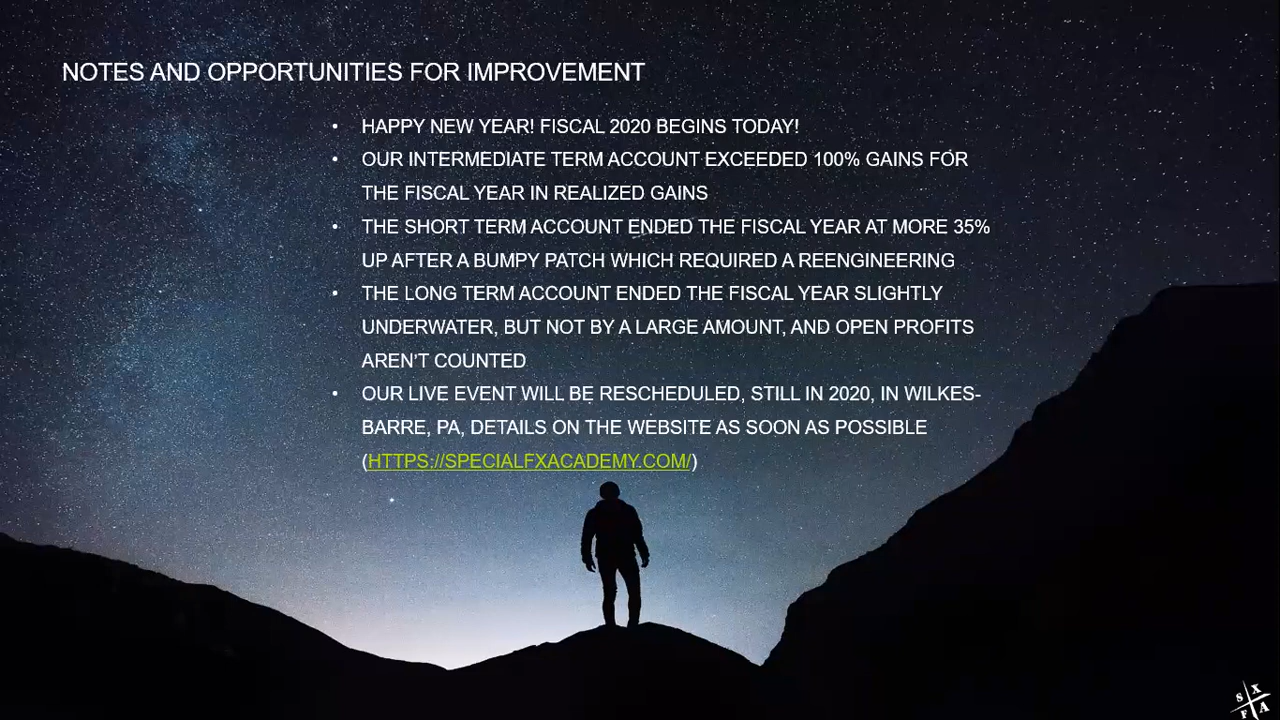 NOTES AND OPPORTUNITIES FOR IMPROVEMENT
• HAPPY NEW YEAR! FISCAL 2020 BEGINS TODAY!
• OUR INTERMEDIATE TERM ACCOUNT EXCEEDED 100% GAINS FOR
THE FISCAL YEAR IN REALIZED GAINS
• THE SHORT TERM ACCOUNT ENDED THE FISCAL YEAR AT MORE 35%
UP AFTER A BUMPY PATCH WHICH REQUIRED A REENGINEERING
• THE LONG TERM ACCOUNT ENDED THE FISCAL YEAR SLIGHTLY
UNDERWATER, BUT NOT BY A LARGE AMOUNT, AND OPEN PROFITS
AREN'T COUNTED
• OUR LIVE EVENT WILL BE RESCHEDULED, STILL IN 2020, IN WILKES-
BARRE, PA, DETAILS ON THE WEBSITE AS SOON AS POSSIBLE
(HTTPS://SPECIALFXACADEMY.COM/)
S X
F A